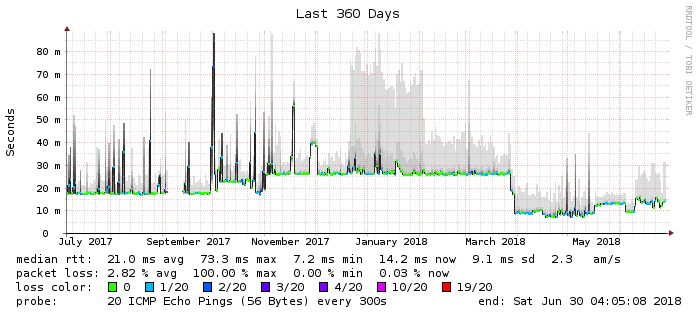 Last 360 Days
RRDTOOL / TOBI OETIKER
Seconds
80 m
70 m
60 m
50 m
40 m
30 m
20 m
10 m
0
July 2017 September 2017 November 2017 January 2018 March 2018 May 2018
median rtt: 21.0 ms avg 73.3 ms max 7.2 ms min 14.2 ms now 9.1 ms sd 2.3 am/s
packet loss: 2.82 % avg 100.00 % max 0.00 % min 0.03 % now
loss color: 0 1/20 2/20 3/20 4/20 10/20 19/20
probe: 20 ICMP Echo Pings (56 Bytes) every 300s end: Sat Jun 30 04:05:08 2018